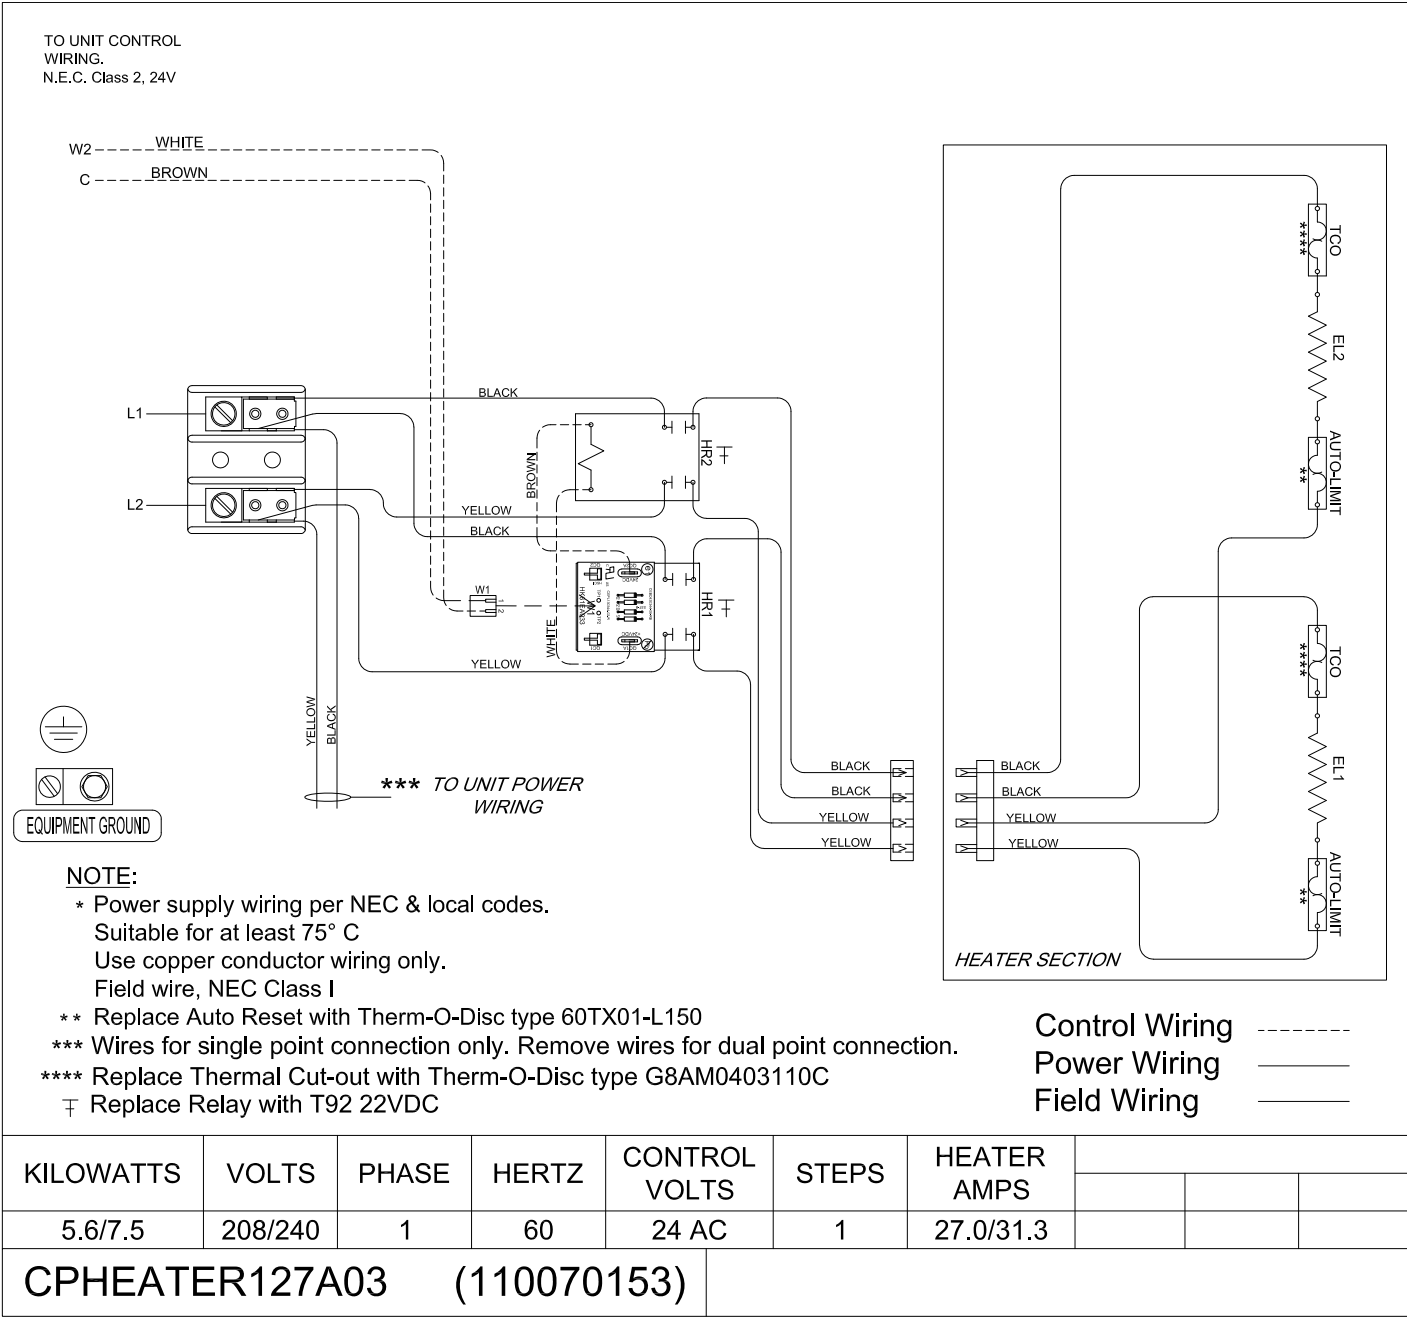 TO UNIT CONTROL
WIRING.
N.E.C. Class 2, 24V
W2
WHITE
C
BROWN
L1
L2
BLACK
BROWN
YELLOW
BLACK
HR2
W1
1
2
HR1
WHITE
YELLOW
YELLOW
BLACK
*** TO UNIT POWER
WIRING
EQUIPMENT GROUND
BLACK
BLACK
YELLOW
YELLOW
BLACK
BLACK
YELLOW
YELLOW
TCO
****
EL2
AUTO-LIMIT
**
TCO
****
EL1
AUTO-LIMIT
**
HEATER SECTION
NOTE:
* Power supply wiring per NEC & local codes.
Suitable for at least 75° C
Use copper conductor wiring only.
Field wire, NEC Class I
** Replace Auto Reset with Therm-O-Disc type 60TX01-L150
*** Wires for single point connection only. Remove wires for dual point connection.
**** Replace Thermal Cut-out with Therm-O-Disc type G8AM0403110C
Replace Relay with T92 22VDC
Control Wiring
Power Wiring
Field Wiring
KILOWATTS VOLTS PHASE HERTZ CONTROL VOLTS STEPS HEATER AMPS
5.6/7.5 208/240 1 60 24 AC 1 27.0/31.3
CPHEATER127A03 (110070153)